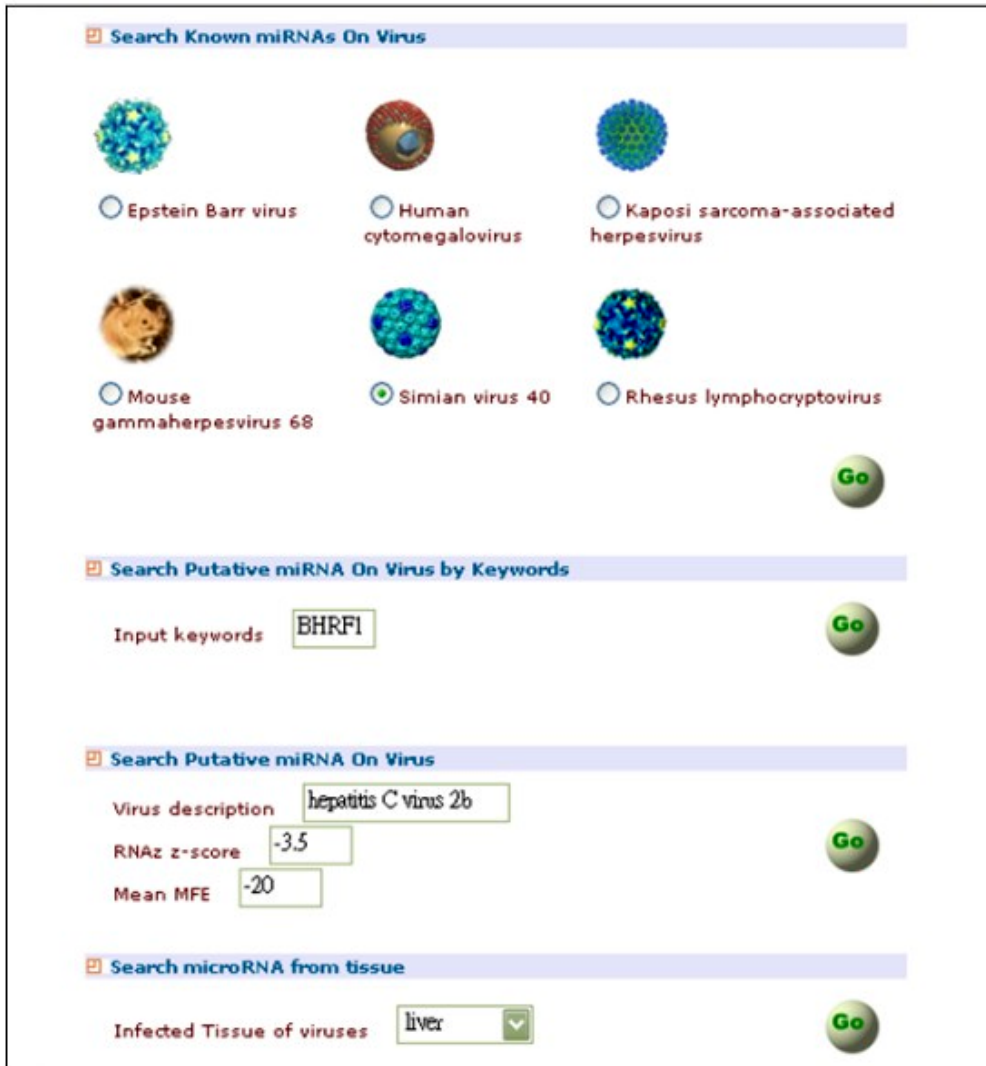 Search Known miRNAs On Virus
Epstein Barr virus
Human cytomegalovirus
Kaposi sarcoma-associated herpesvirus
Mouse gammaherpesvirus 68
Simian virus 40
Rhesus lymphocryptovirus
Go
Search Putative miRNA On Virus by Keywords
Input keywords BHRF1
Go
Search Putative miRNA On Virus
Virus description hepatitis C virus 2b
RNAz z-score -3.5
Mean MFE -20
Go
Search microRNA from tissue
Infected Tissue of viruses liver
Go